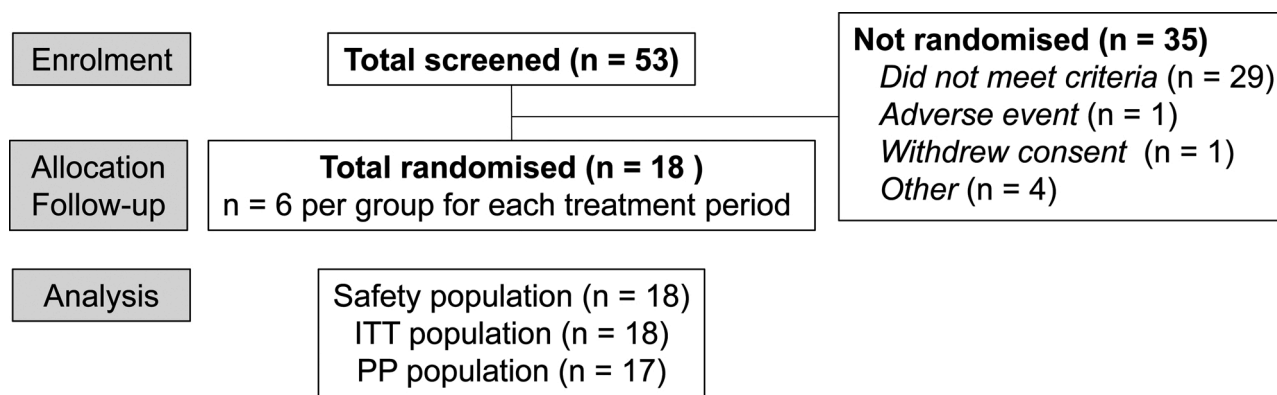 Enrolment
Total screened (n = 53)
Not randomised (n = 35)
Did not meet criteria (n = 29)
Adverse event (n = 1)
Withdrew consent (n = 1)
Other (n = 4)
Allocation
Follow-up
Total randomised (n = 18 )
n = 6 per group for each treatment period
Analysis
Safety population (n = 18)
ITT population (n = 18)
PP population (n = 17)